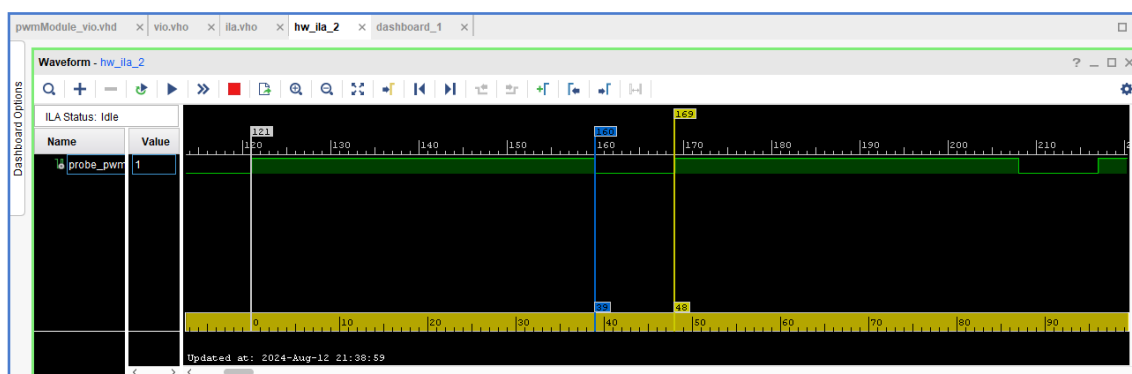 pwmModule_vio.vhd × vio.vho × ila.vho × hw_ila_2 × dashboard_1 ×
Dashboard Options
Waveform - hw_ila_2
ILA Status: Idle
Name Value
probe_pwm 1
121 160 169
120 130 140 150 160 170 180 190 200 210
39 48
0 10 20 30 40 50 60 70 80 90
Updated at: 2024-Aug-12 21:38:59